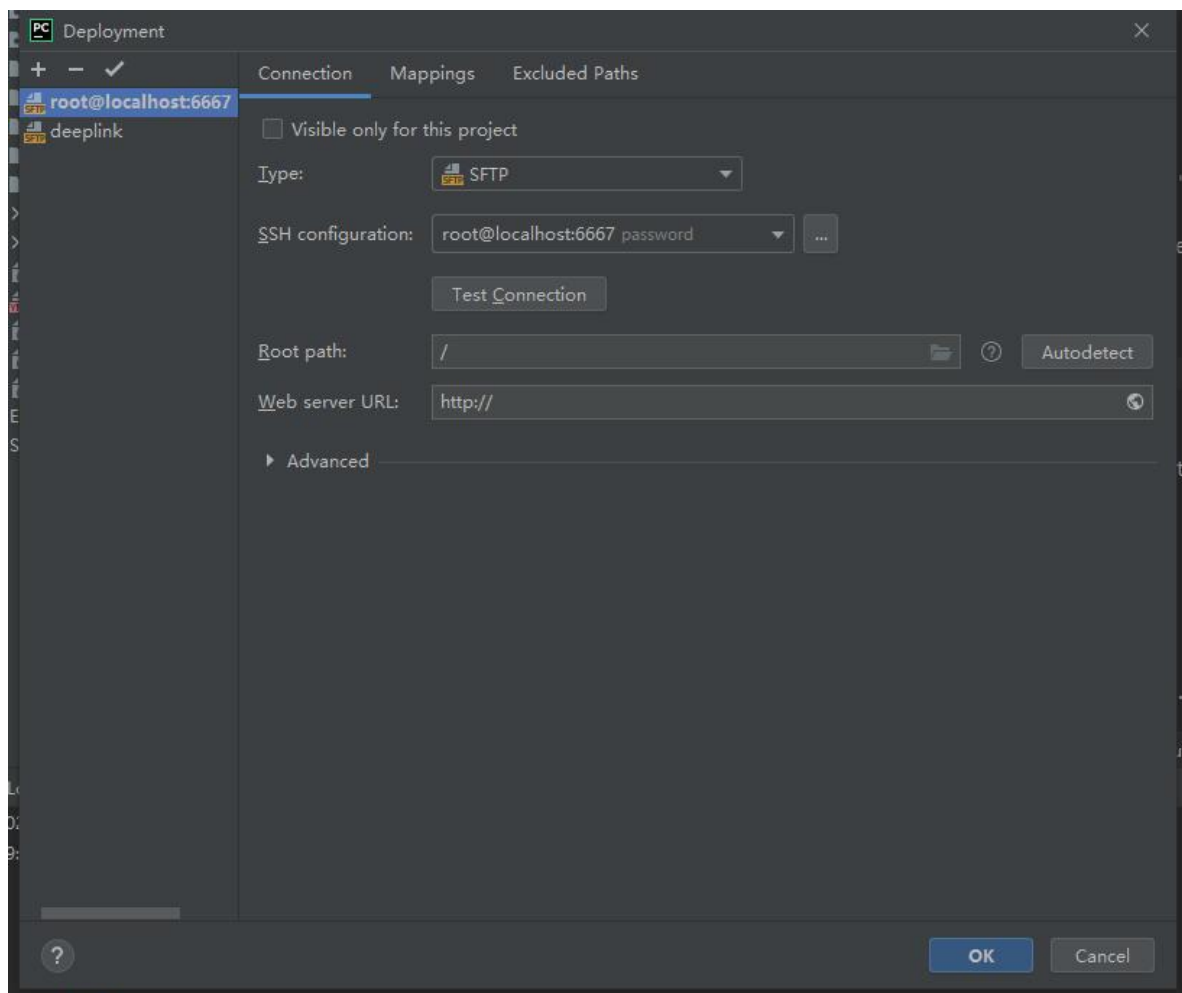 PC Deployment
Connection Mappings Excluded Paths
root@localhost:6667
deeplink
Visible only for this project
Type: SFTP
SSH configuration: root@localhost:6667 password ...
Test Connection
Root path: / Autodetect
Web server URL: http://
Advanced
? OK Cancel